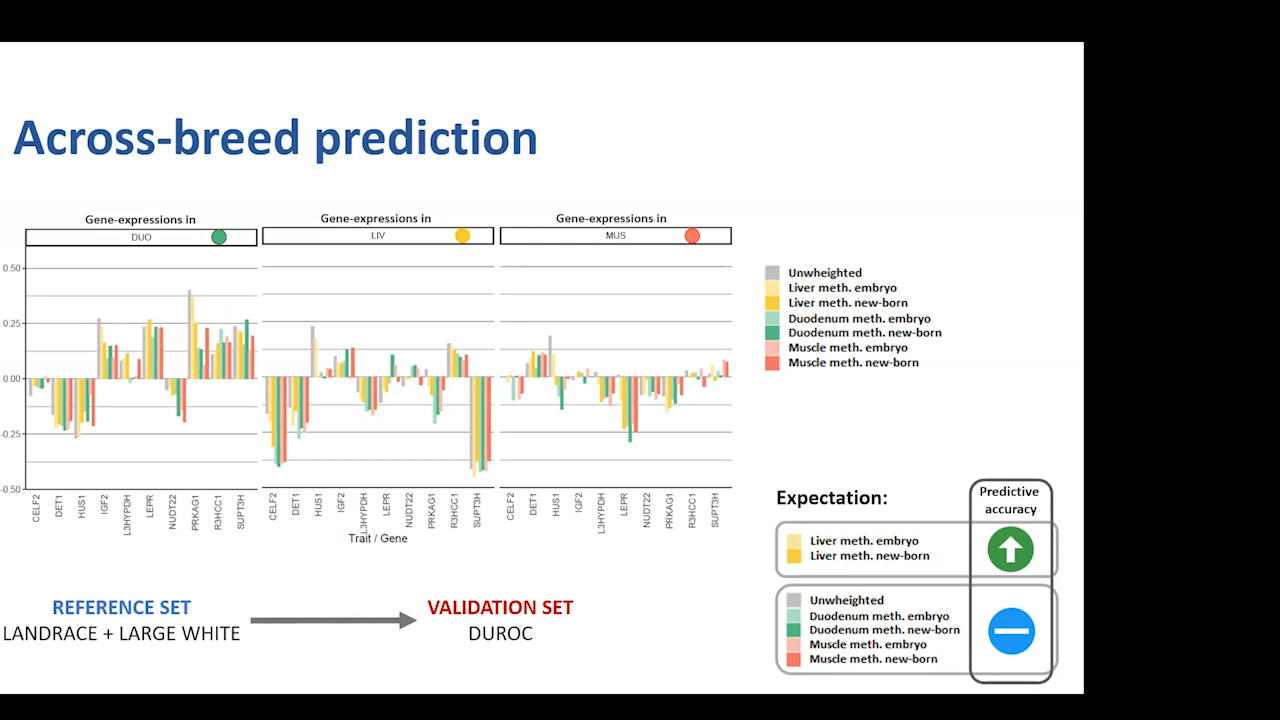 Across-breed prediction
Gene-expressions in
DUO
Gene-expressions in
LIV
Gene-expressions in
MUS
0.50
0.25
0.00
-0.25
-0.50
CELF2
DET1
HUS1
IGF2
L3HYPDH
LEPR
NUDT22
PRKAG1
R3HCC1
SUPT3H
CELF2
DET1
HUS1
IGF2
L3HYPDH
LEPR
NUDT22
PRKAG1
R3HCC1
SUPT3H
CELF2
DET1
HUS1
IGF2
L3HYPDH
LEPR
NUDT22
PRKAG1
R3HCC1
SUPT3H
Trait / Gene
Unwheighted
Liver meth. embryo
Liver meth. new-born
Duodenum meth. embryo
Duodenum meth. new-born
Muscle meth. embryo
Muscle meth. new-born
Expectation:
Predictive
accuracy
Liver meth. embryo
Liver meth. new-born
Unweighted
Duodenum meth. embryo
Duodenum meth. new-born
Muscle meth. embryo
Muscle meth. new-born
REFERENCE SET
LANDRACE + LARGE WHITE
VALIDATION SET
DUROC